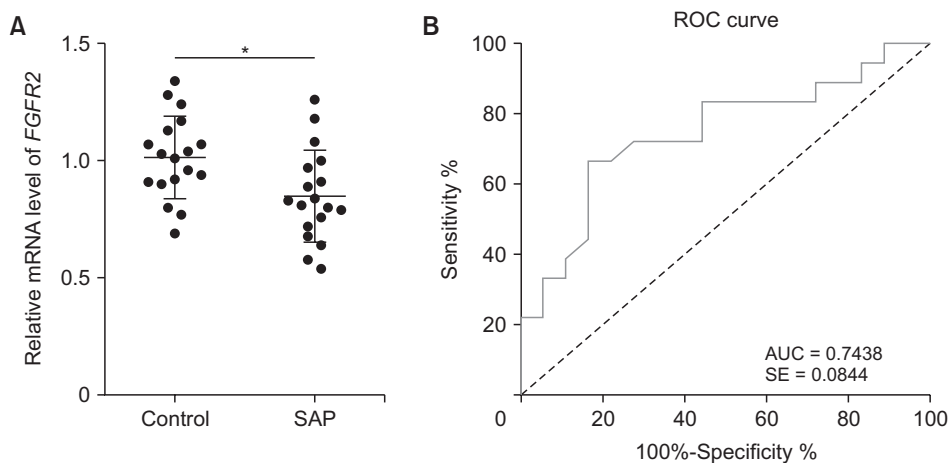 A
*
1.5
1.0
0.5
0
Relative mRNA level of FGFR2
Control
SAP
B
ROC curve
100
80
60
40
20
Sensitivity %
AUC = 0.7438
SE = 0.0844
0
20
40
60
80
100
100%-Specificity %